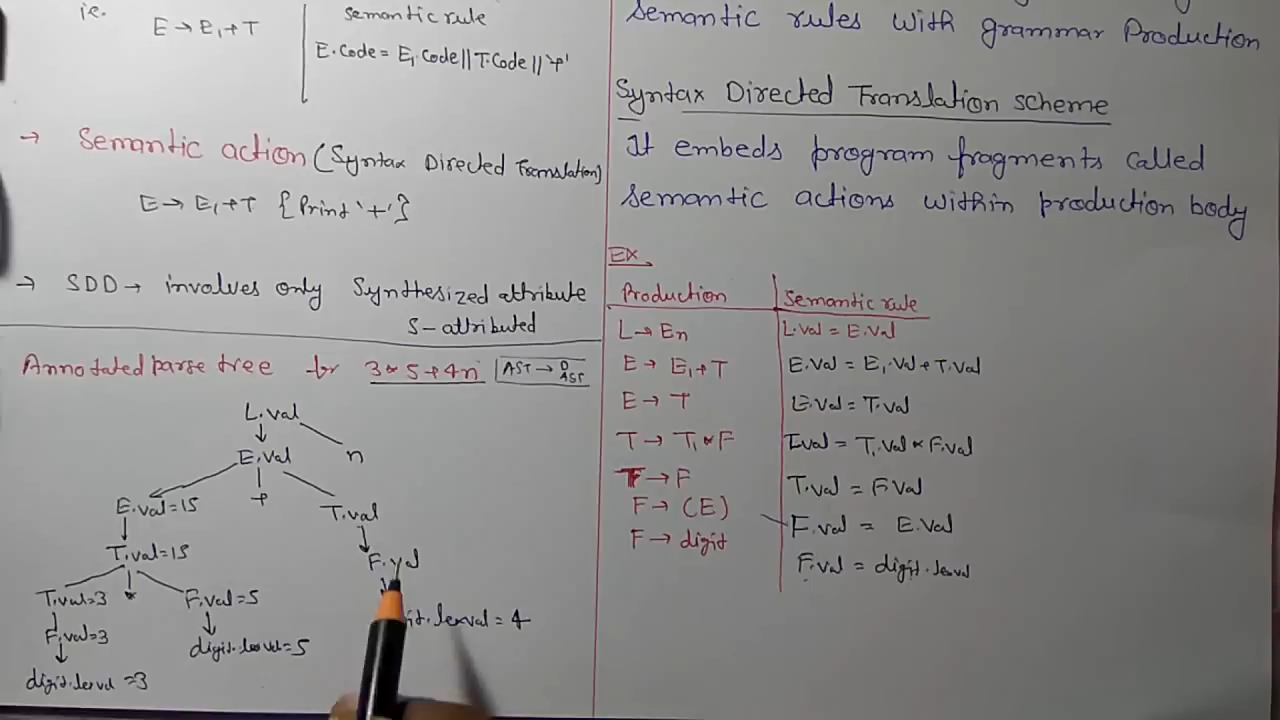 ie.
E → E₁+T
semantic rule
E.Code = E₁.Code || T.Code || '+'
→ Semantic action (Syntax Directed Translation)
E → E₁+T {Print '+'}
→ SDD → involves only Synthesized attribute
S-attributed
Annotated parse tree for 3*5+4n
AST → D
AST
L.val
E.val n
E.val=15 + T.val
T.val=15 F.val
T.val=3 * F.val=5
it.lexval = 4
F.val=3
digit.lexval=5
digit.lexval=3
semantic rules with grammar Production
Syntax Directed Translation scheme
It embeds program fragments called
semantic actions within production body
EX.
Production Semantic rule
L → En L.val = E.val
E → E₁+T E.val = E₁.val + T.val
E → T E.val = T.val
T → T₁*F T.val = T₁.val * F.val
T → F T.val = F.val
F → (E) F.val = E.val
F → digit F.val = digit.lexval